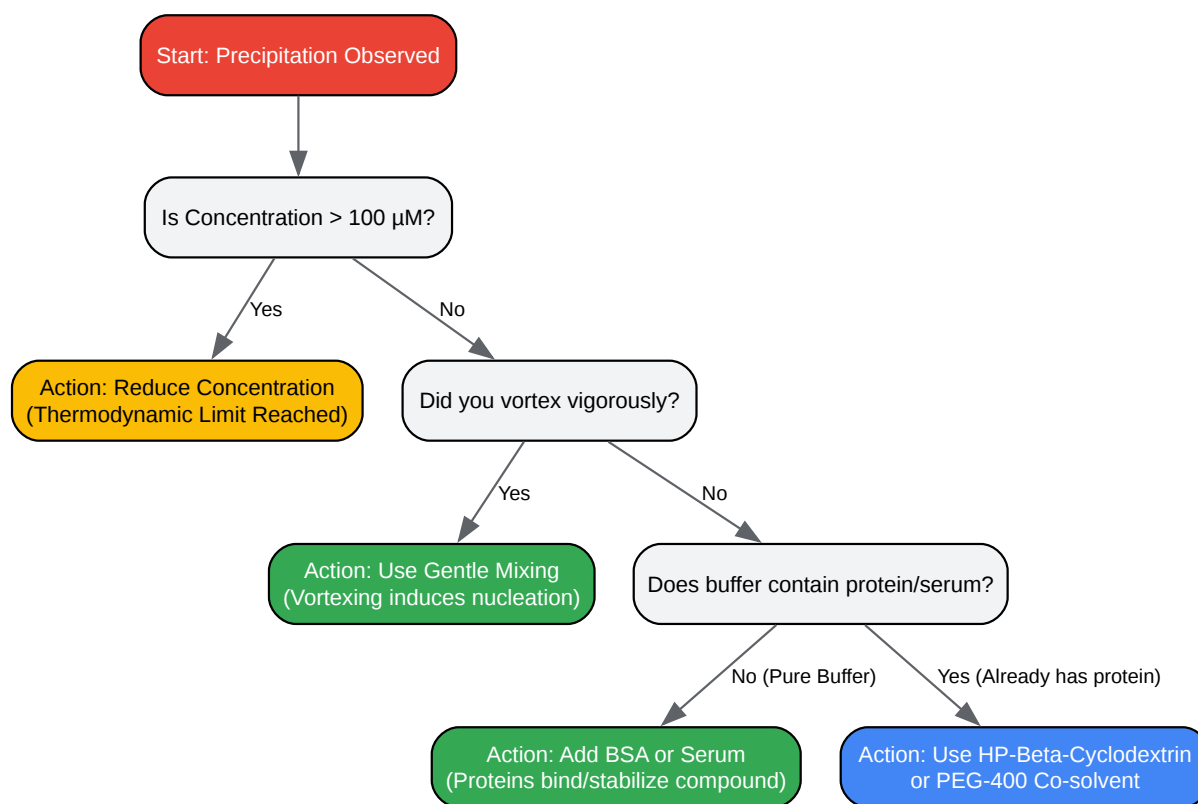 Start: Precipitation Observed
Is Concentration > 100 µM?
Yes
No
Action: Reduce Concentration
(Thermodynamic Limit Reached)
Did you vortex vigorously?
Yes
No
Action: Use Gentle Mixing
(Vortexing induces nucleation)
Does buffer contain protein/serum?
No (Pure Buffer)
Yes (Already has protein)
Action: Add BSA or Serum
(Proteins bind/stabilize compound)
Action: Use HP-Beta-Cyclodextrin
or PEG-400 Co-solvent